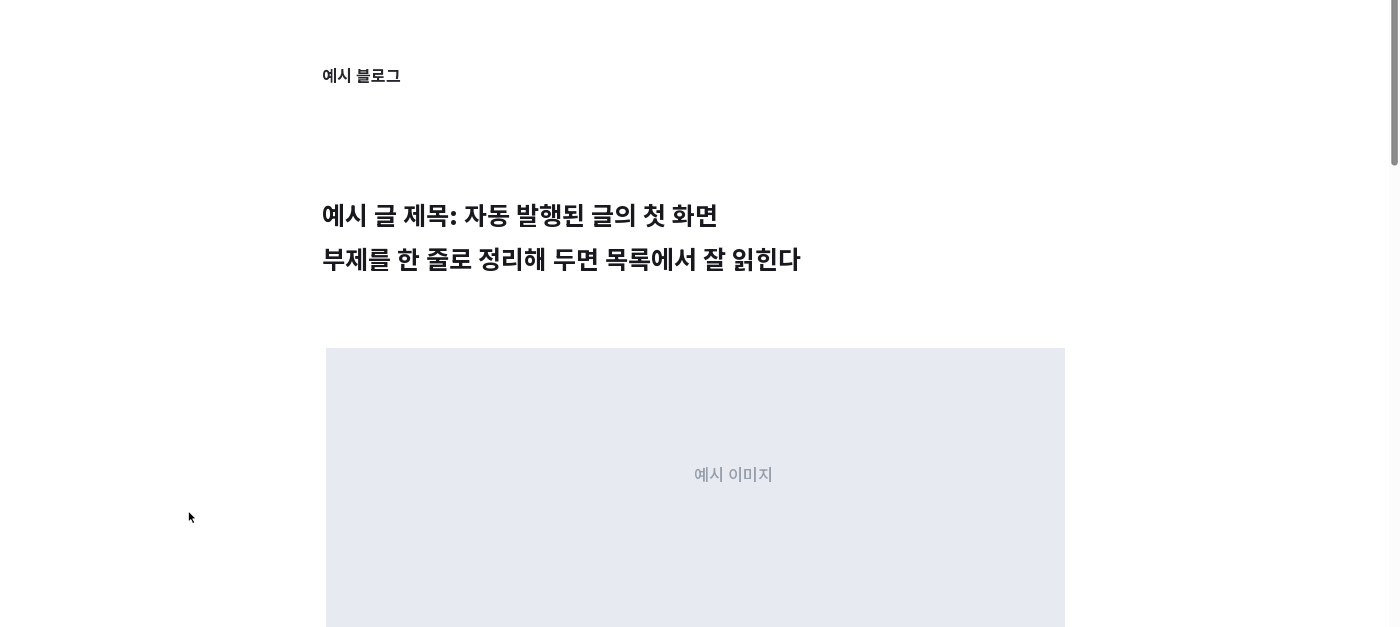 예시 블로그
예시 글 제목: 자동 발행된 글의 첫 화면
부제를 한 줄로 정리해 두면 목록에서 잘 읽힌다
예시 이미지